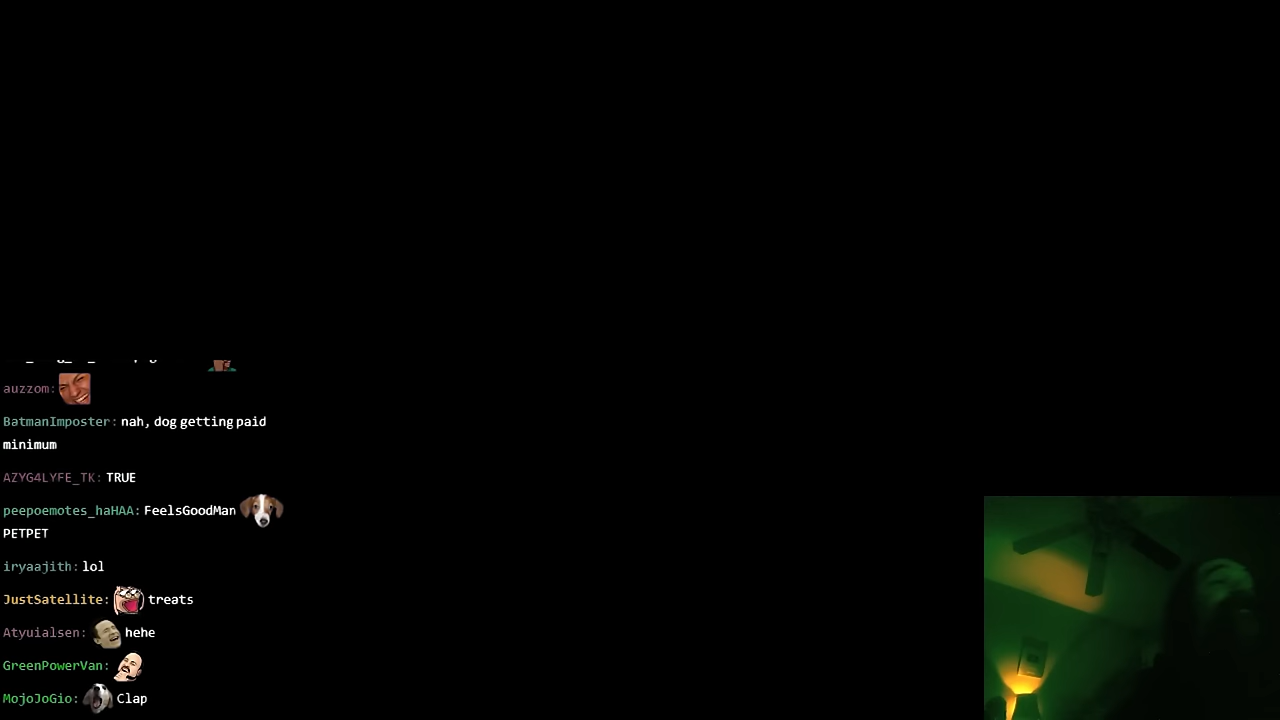 auzzom:
BatmanImposter: nah, dog getting paid
minimum
AZYG4LYFE_TK: TRUE
peepoemotes_haHAA: FeelsGoodMan
PETPET
iryaajith: lol
JustSatellite: treats
Atyuialsen: hehe
GreenPowerVan:
MojoJoGio: Clap